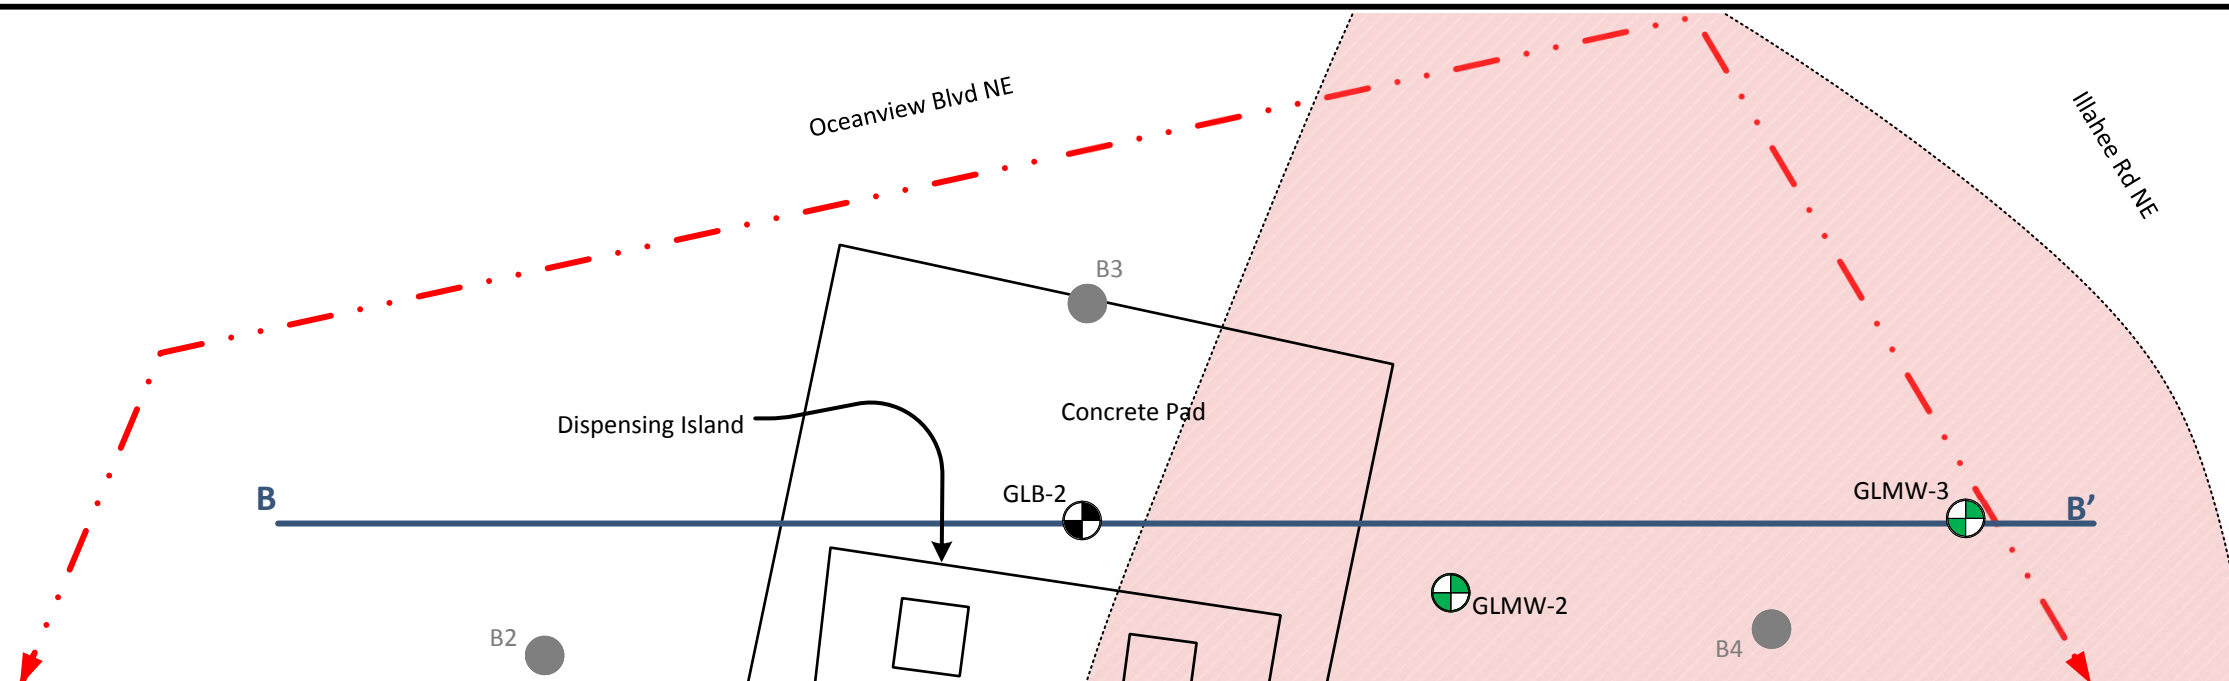 Oceanview Blvd NE
Illahee Rd NE
B3
Concrete Pad
Dispensing Island
B
GLB-2
GLMW-3
B’
GLMW-2
B2
B4